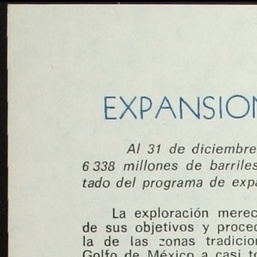 EXPANSION
Al 31 de diciembre
6 338 millones de barriles
tado del programa de expa
La exploración merec
de sus objetivos y proced
la de las zonas tradicion
Golfo de México a casi to